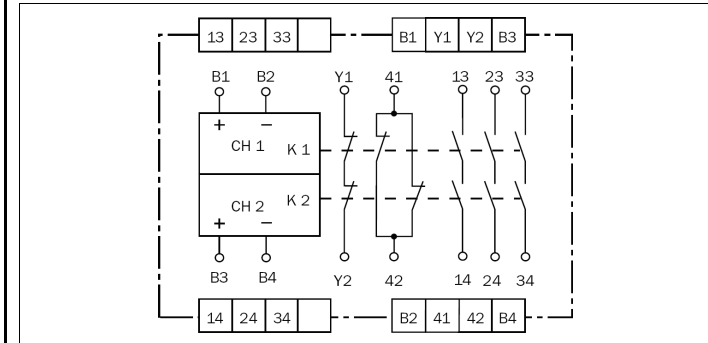 13 23 33 B1 Y1 Y2 B3
B1 B2 Y1 41 13 23 33
+ −
CH 1 K 1
CH 2 K 2
+ −
B3 B4 Y2 42 14 24 34
14 24 34 B2 41 42 B4